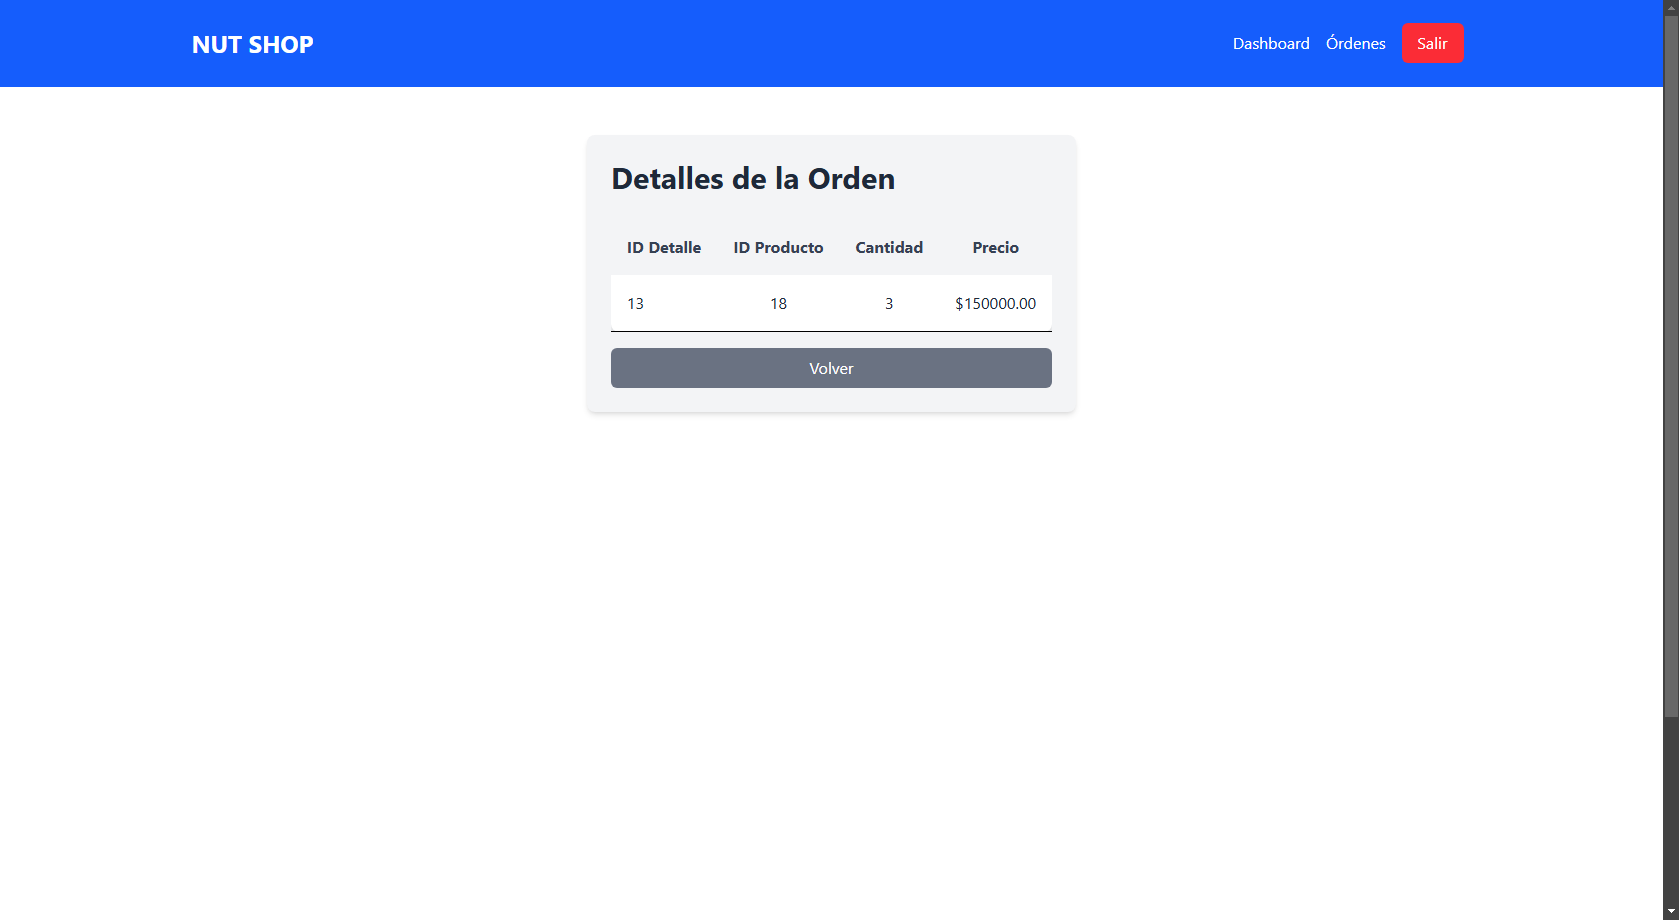 NUT SHOP
Dashboard Órdenes Salir
Detalles de la Orden
ID Detalle ID Producto Cantidad Precio
13 18 3 $150000.00
Volver